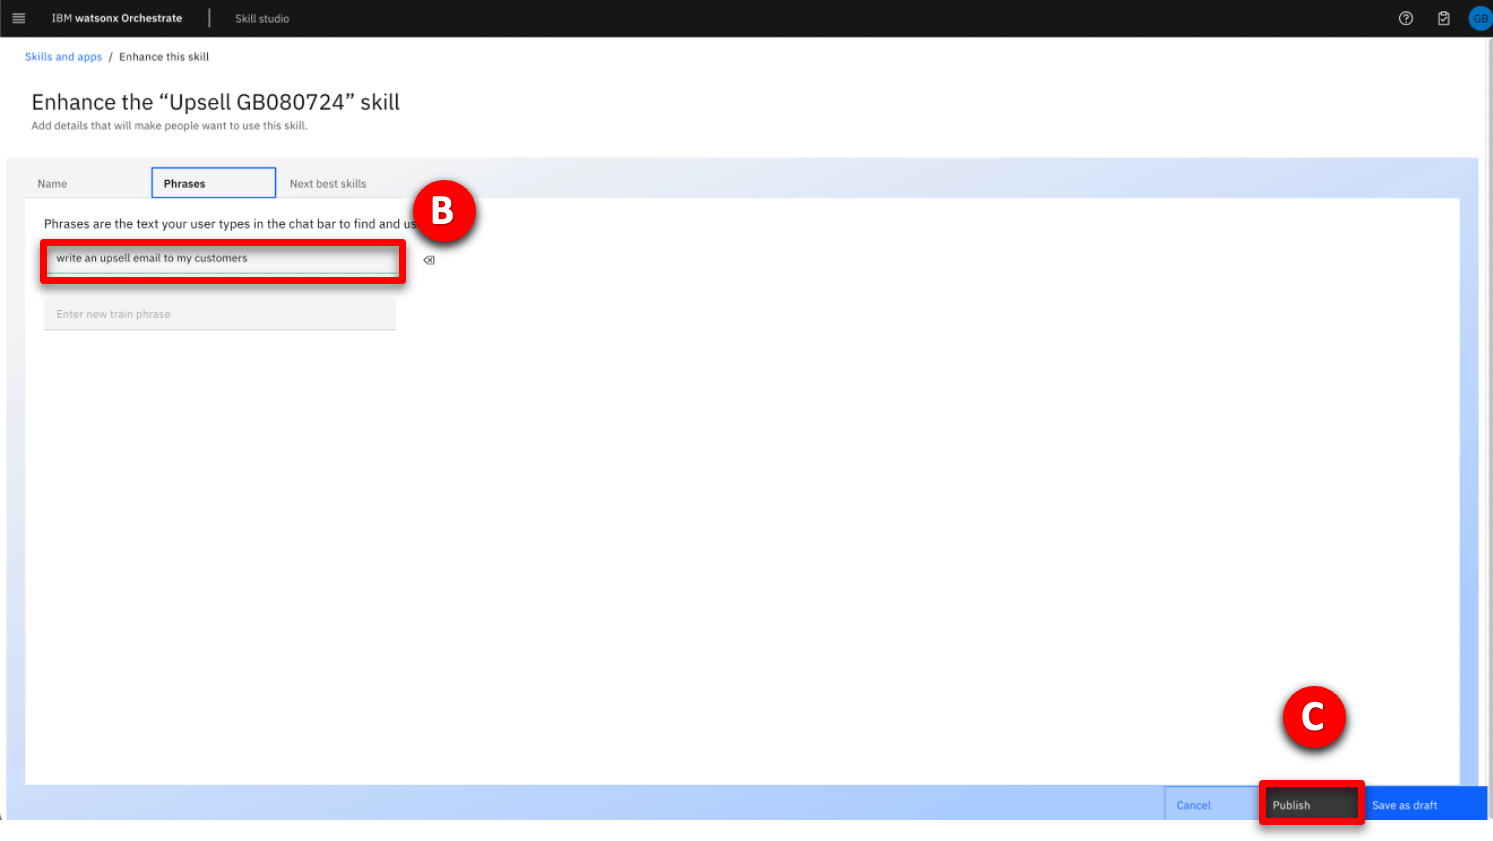 IBM watsonx Orchestrate | Skill studio GB
Skills and apps / Enhance this skill
Enhance the “Upsell GB080724” skill
Add details that will make people want to use this skill.
Name Phrases Next best skills
B
Phrases are the text your user types in the chat bar to find and us
write an upsell email to my customers
Enter new train phrase
C
Cancel Publish Save as draft